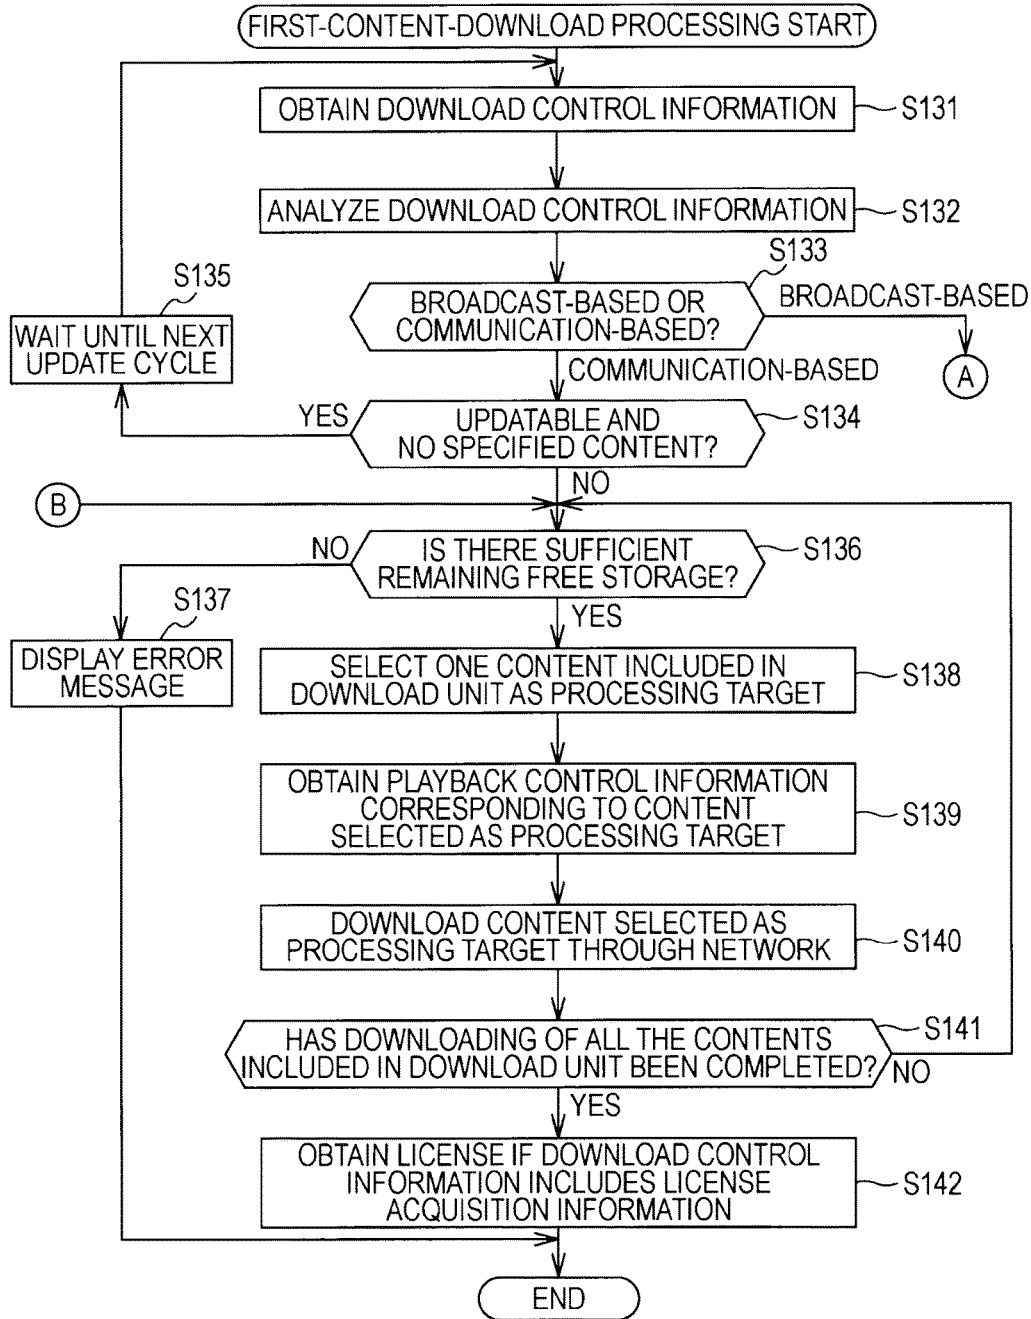 FIRST-CONTENT-DOWNLOAD PROCESSING START
OBTAIN DOWNLOAD CONTROL INFORMATION
S131
ANALYZE DOWNLOAD CONTROL INFORMATION
S132
S133
BROADCAST-BASED OR
COMMUNICATION-BASED?
BROADCAST-BASED
A
COMMUNICATION-BASED
S135
WAIT UNTIL NEXT
UPDATE CYCLE
YES
UPDATABLE AND
NO SPECIFIED CONTENT?
S134
NO
B
NO
IS THERE SUFFICIENT
REMAINING FREE STORAGE?
S136
YES
S137
DISPLAY ERROR
MESSAGE
SELECT ONE CONTENT INCLUDED IN
DOWNLOAD UNIT AS PROCESSING TARGET
S138
OBTAIN PLAYBACK CONTROL INFORMATION
CORRESPONDING TO CONTENT
SELECTED AS PROCESSING TARGET
S139
DOWNLOAD CONTENT SELECTED AS
PROCESSING TARGET THROUGH NETWORK
S140
HAS DOWNLOADING OF ALL THE CONTENTS
INCLUDED IN DOWNLOAD UNIT BEEN COMPLETED?
S141
NO
YES
OBTAIN LICENSE IF DOWNLOAD CONTROL
INFORMATION INCLUDES LICENSE
ACQUISITION INFORMATION
S142
END